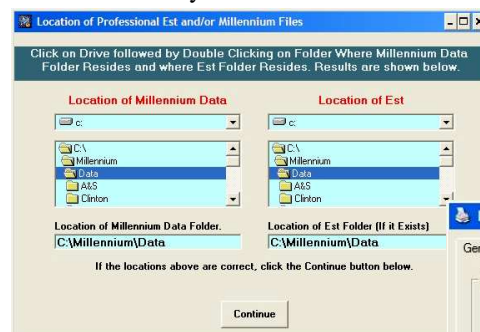 Location of Professional Est and/or Millennium Files
Click on Drive followed by Double Clicking on Folder Where Millennium Data
Folder Resides and where Est Folder Resides. Results are shown below.
Location of Millennium Data
Location of Est
c:
c:
C:\
Millennium
Data
A&S
Clinton
C:\
Millennium
Data
A&S
Clinton
Location of Millennium Data Folder.
Location of Est Folder (If it Exists)
C:\Millennium\Data
C:\Millennium\Data
If the locations above are correct, click the Continue button below.
Continue